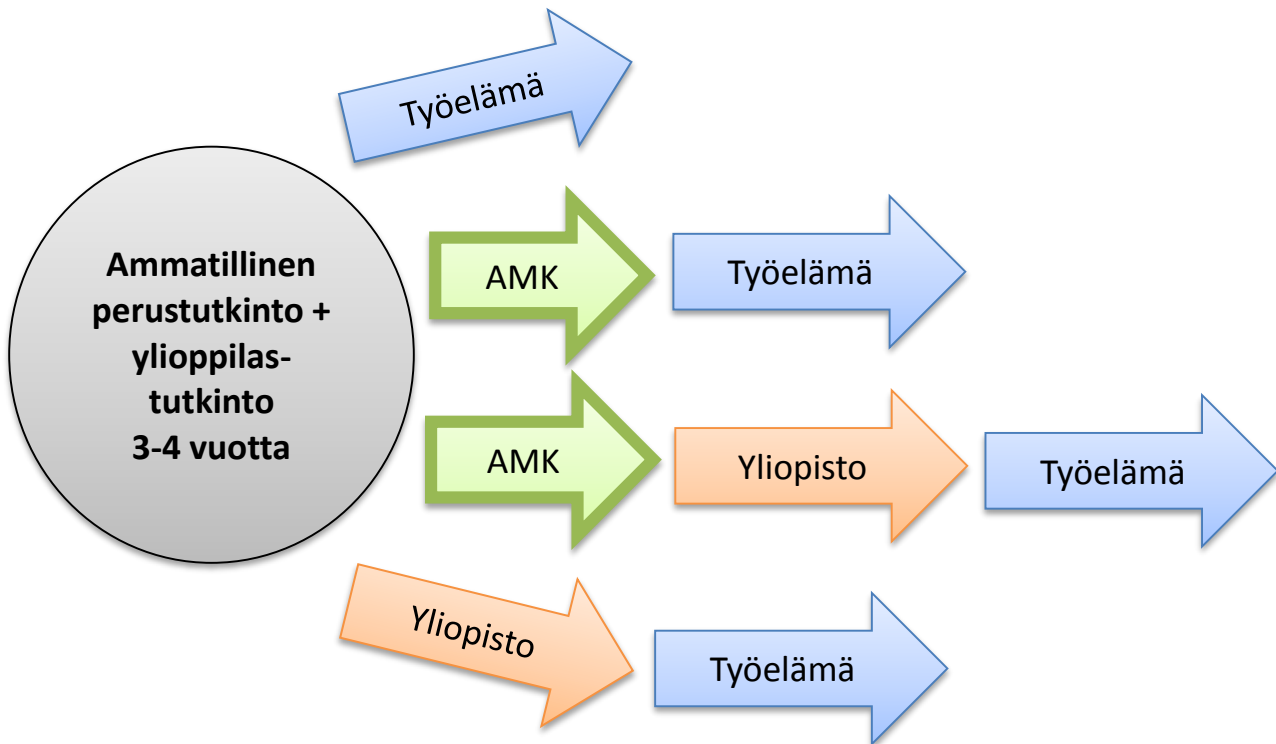 Työelämä
Ammatillinen
perustutkinto +
ylioppilas-
tutkinto
3-4 vuotta
AMK
Työelämä
AMK
Yliopisto
Työelämä
Yliopisto
Työelämä